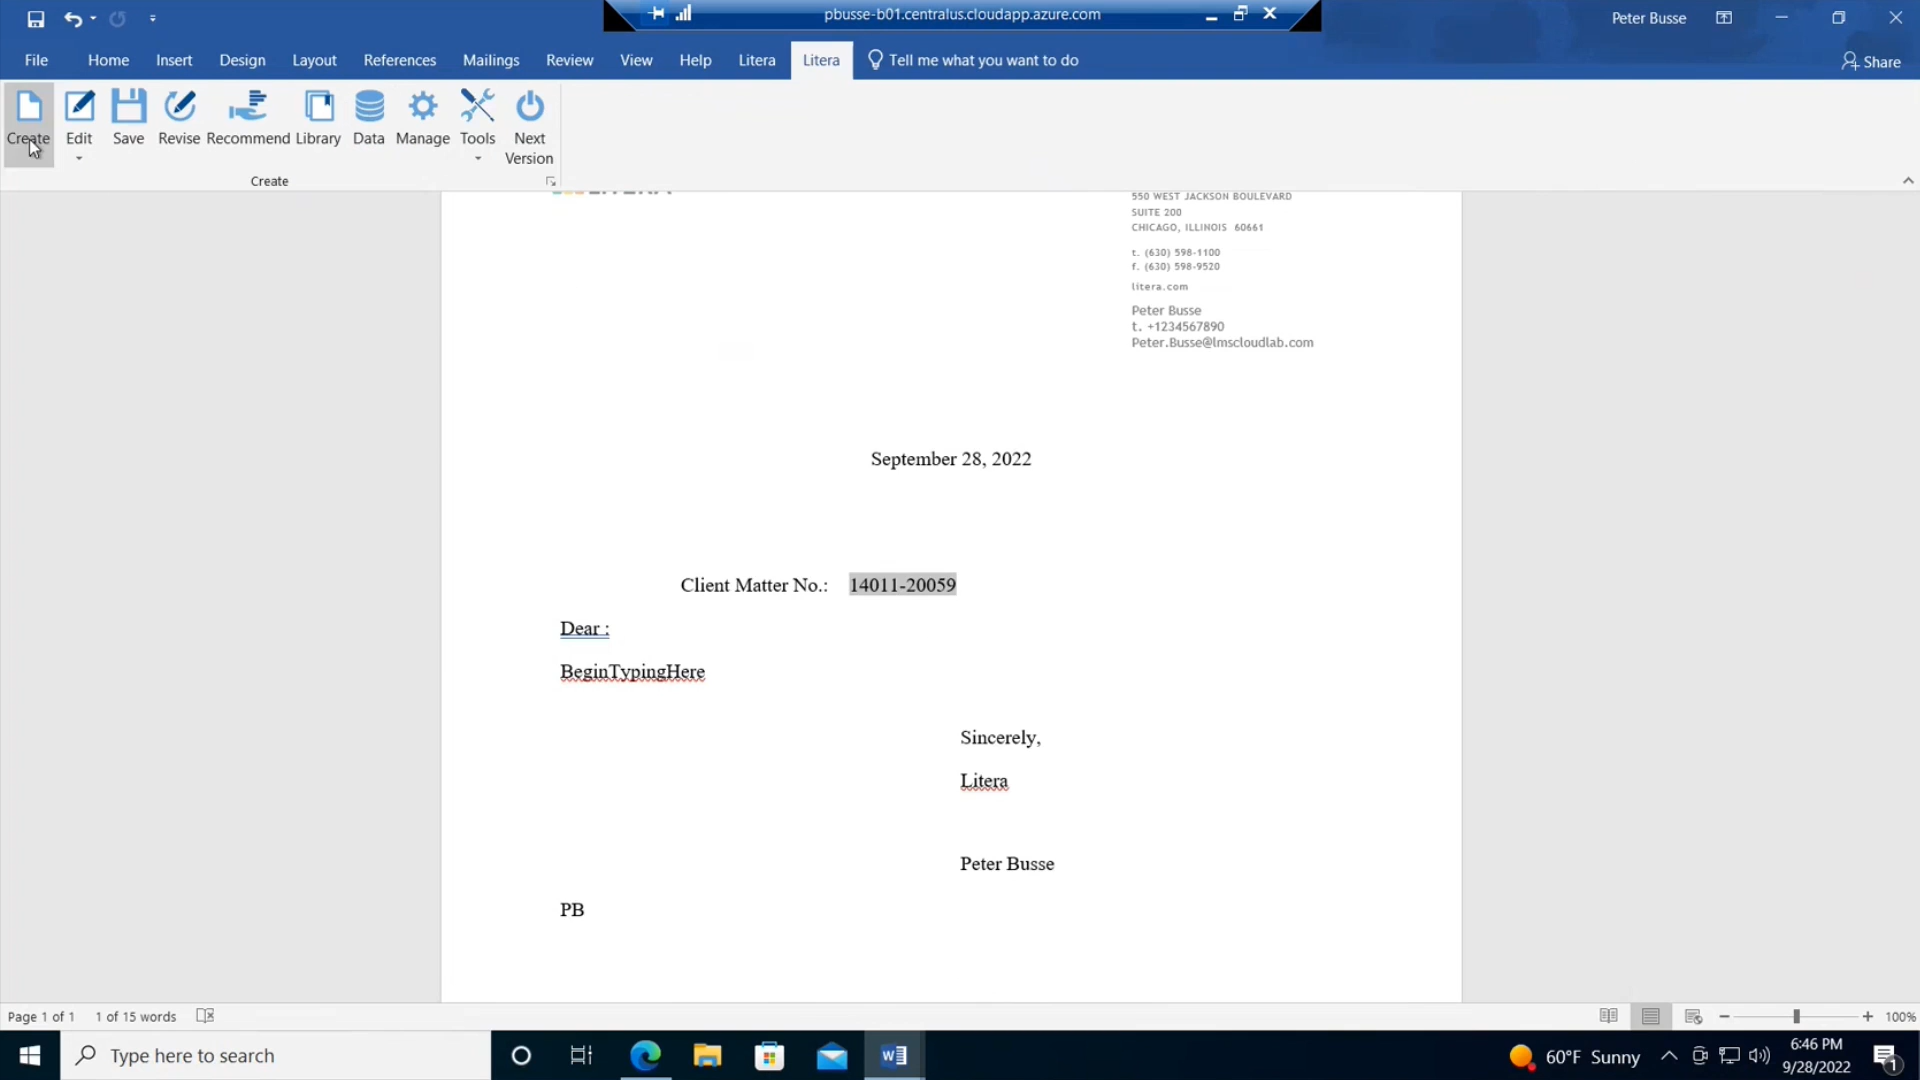 pbusse-b01.centralus.cloudapp.azure.com
Peter Busse
File Home Insert Design Layout References Mailings Review View Help Litera Litera Tell me what you want to do
Share
Create Edit Save Revise Recommend Library Data Manage Tools Next Version
Create
550 WEST JACKSON BOULEVARD
SUITE 200
CHICAGO, ILLINOIS 60661
t. (630) 598-1100
f. (630) 598-9520
litera.com
Peter Busse
t. +1234567890
Peter.Busse@lmscloudlab.com
September 28, 2022
Client Matter No.: 14011-20059
Dear :
BeginTypingHere
Sincerely,
Litera
Peter Busse
PB
Page 1 of 1 1 of 15 words
100%
Type here to search
60°F Sunny
6:46 PM
9/28/2022
1